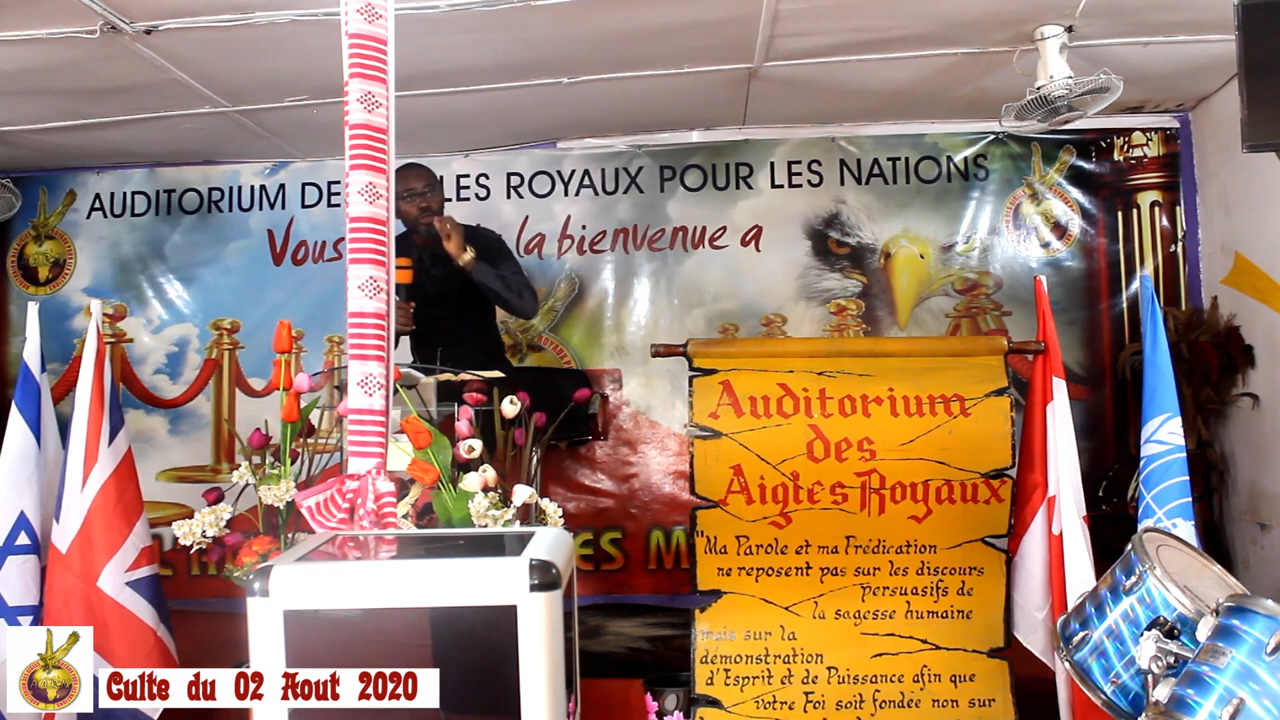 AUDITORIUM DE LES ROYAUX POUR LES NATIONS
Vous la bienvenue a
Auditorium
des
Aigles Royaux
"Ma Parole et ma Prédication
ne reposent pas sur les discours
persuasifs de
la sagesse humaine
mais sur la
démonstration
d'Esprit et de Puissance afin que
votre Foi soit fondée non sur
ES M
Culte du 02 Aout 2020